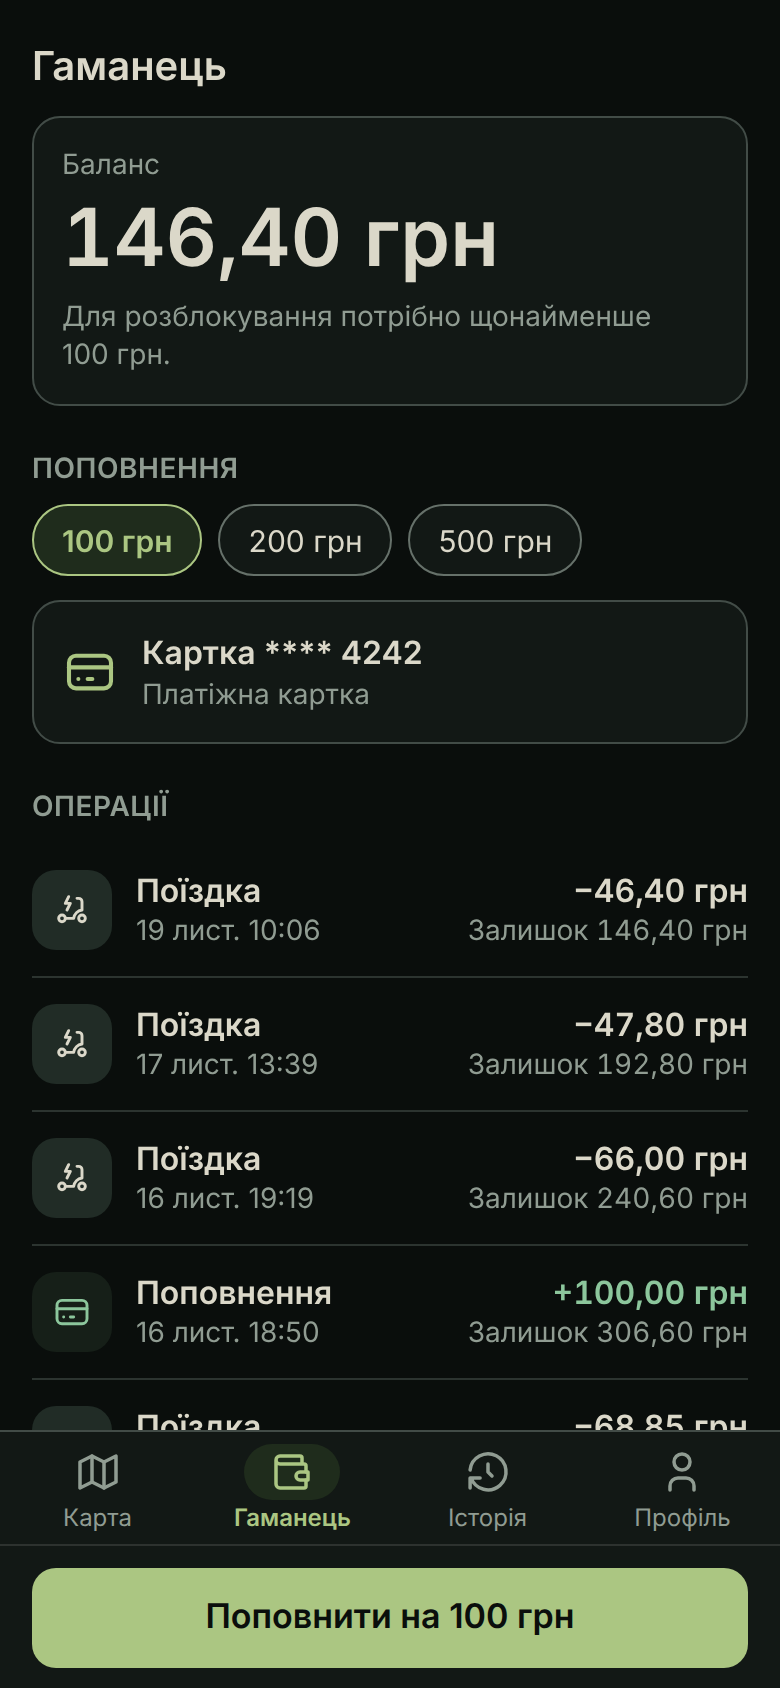 Гаманець
Баланс
146,40 грн
Для розблокування потрібно щонайменше
100 грн.
ПОПОВНЕННЯ
100 грн
200 грн
500 грн
Картка **** 4242
Платіжна картка
ОПЕРАЦІЇ
Поїздка
−46,40 грн
19 лист. 10:06
Залишок 146,40 грн
Поїздка
−47,80 грн
17 лист. 13:39
Залишок 192,80 грн
Поїздка
−66,00 грн
16 лист. 19:19
Залишок 240,60 грн
Поповнення
+100,00 грн
16 лист. 18:50
Залишок 306,60 грн
Поїздка
−68,85 грн
Карта
Гаманець
Історія
Профіль
Поповнити на 100 грн